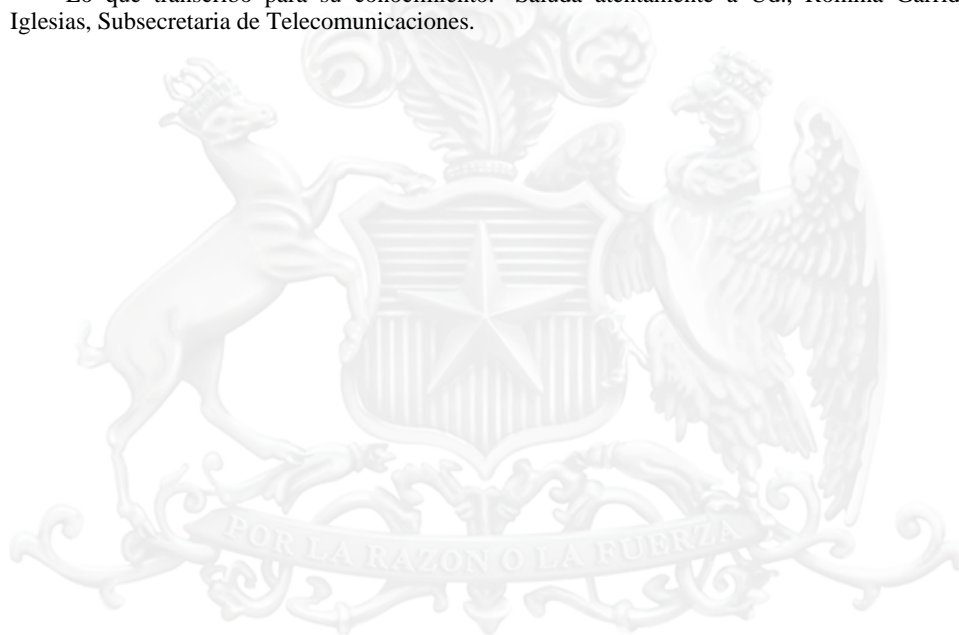 Lo que transcribo para su conocimiento.- Saluda atentamente a Ud., Romina Garrid
Iglesias, Subsecretaria de Telecomunicaciones.
POR LA RAZON O LA FUERZA